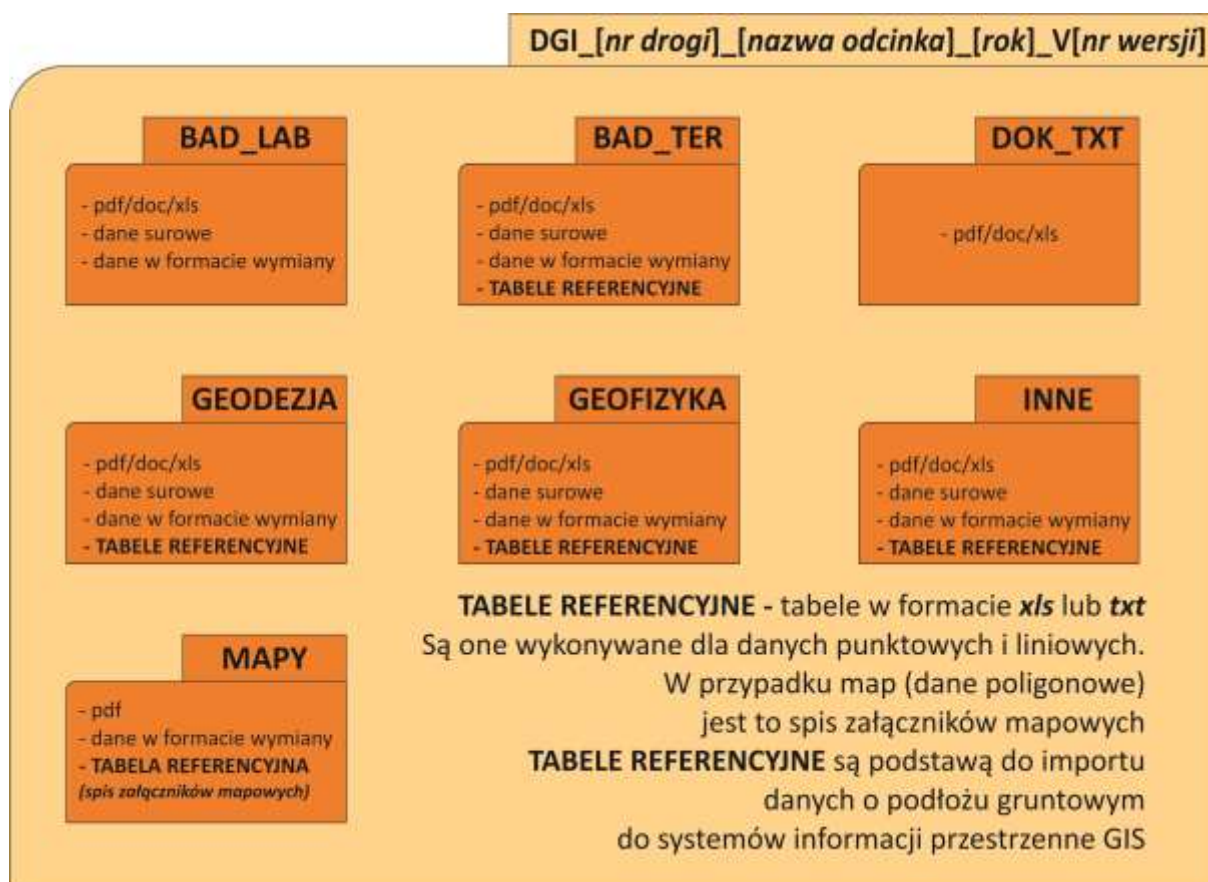 DGI_[nr drogi]_[nazwa odcinka]_[rok]_V[nr wersji]
BAD_LAB
- pdf/doc/xls
- dane surowe
- dane w formacie wymiany
BAD_TER
- pdf/doc/xls
- dane surowe
- dane w formacie wymiany
- TABELE REFERENCYJNE
DOK_TXT
- pdf/doc/xls
GEODEZJA
- pdf/doc/xls
- dane surowe
- dane w formacie wymiany
- TABELE REFERENCYJNE
GEOFIZYKA
- pdf/doc/xls
- dane surowe
- dane w formacie wymiany
- TABELE REFERENCYJNE
INNE
- pdf/doc/xls
- dane surowe
- dane w formacie wymiany
- TABELE REFERENCYJNE
MAPY
- pdf
- dane w formacie wymiany
- TABELA REFERENCYJNA
(spis załączników mapowych)
TABELE REFERENCYJNE - tabele w formacie xls lub txt
Są one wykonywane dla danych punktowych i liniowych.
W przypadku map (dane poligonowe)
jest to spis załączników mapowych
TABELE REFERENCYJNE są podstawą do importu
danych o podłożu gruntowym
do systemów informacji przestrzenne GIS